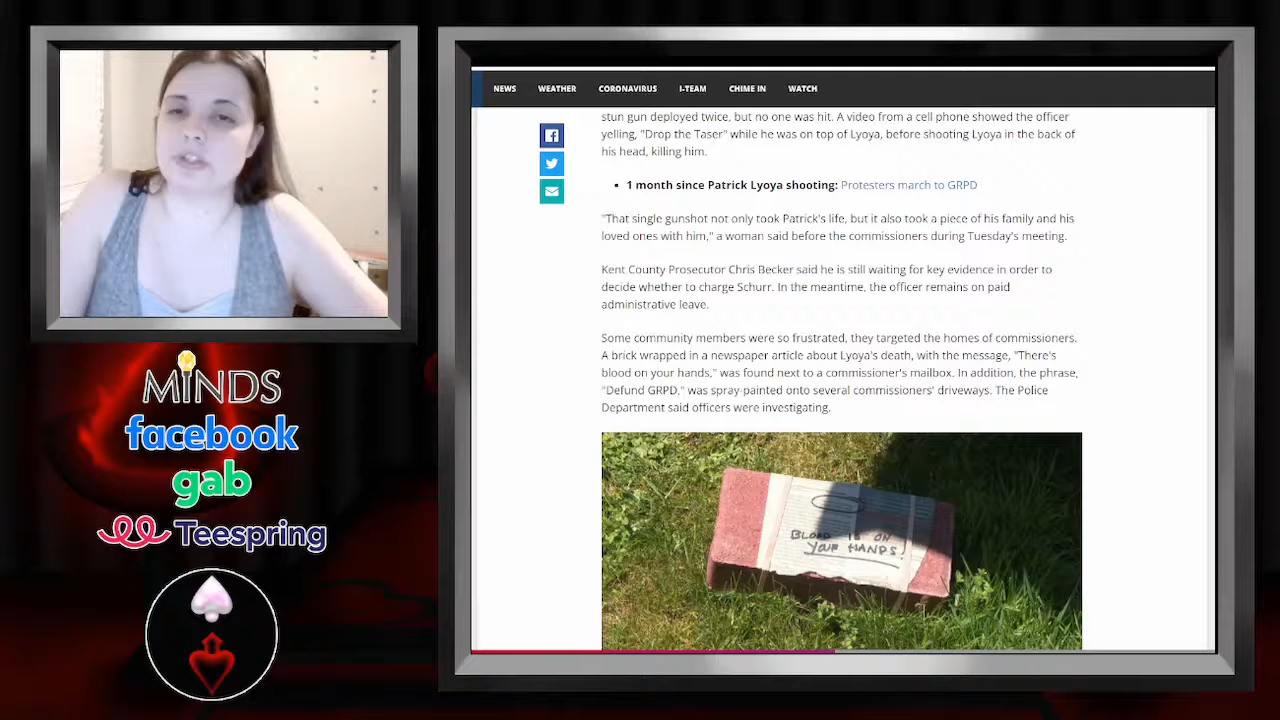 NEWS WEATHER CORONAVIRUS I-TEAM CHIME IN WATCH
stun gun deployed twice, but no one was hit. A video from a cell phone showed the officer
yelling, "Drop the Taser" while he was on top of Lyoya, before shooting Lyoya in the back of
his head, killing him.
1 month since Patrick Lyoya shooting: Protesters march to GRPD
"That single gunshot not only took Patrick's life, but it also took a piece of his family and his
loved ones with him," a woman said before the commissioners during Tuesday's meeting.
Kent County Prosecutor Chris Becker said he is still waiting for key evidence in order to
decide whether to charge Schurr. In the meantime, the officer remains on paid
administrative leave.
Some community members were so frustrated, they targeted the homes of commissioners.
A brick wrapped in a newspaper article about Lyoya's death, with the message, "There's
blood on your hands," was found next to a commissioner's mailbox. In addition, the phrase,
"Defund GRPD," was spray-painted onto several commissioners' driveways. The Police
Department said officers were investigating.
BLOOD IS ON
YOUR HANDS!
MINDS
facebook
gab
Teespring